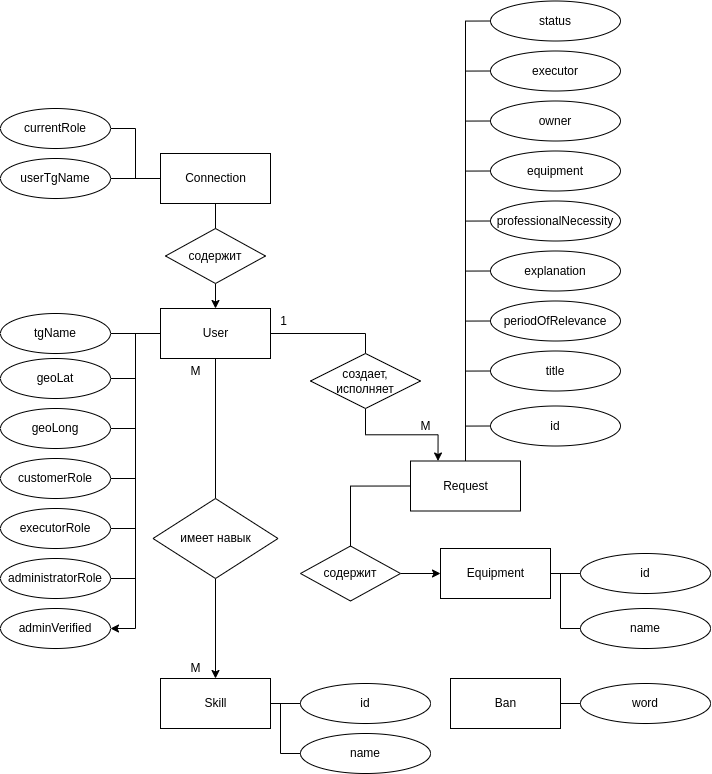 status
executor
owner
equipment
professionalNecessity
explanation
periodOfRelevance
title
id
currentRole
userTgName
Connection
содержит
tgName
geoLat
geoLong
customerRole
executorRole
administratorRole
adminVerified
User
1
создает,
исполняет
M
Request
M
имеет навык
M
содержит
Equipment
id
name
Skill
id
name
Ban
word